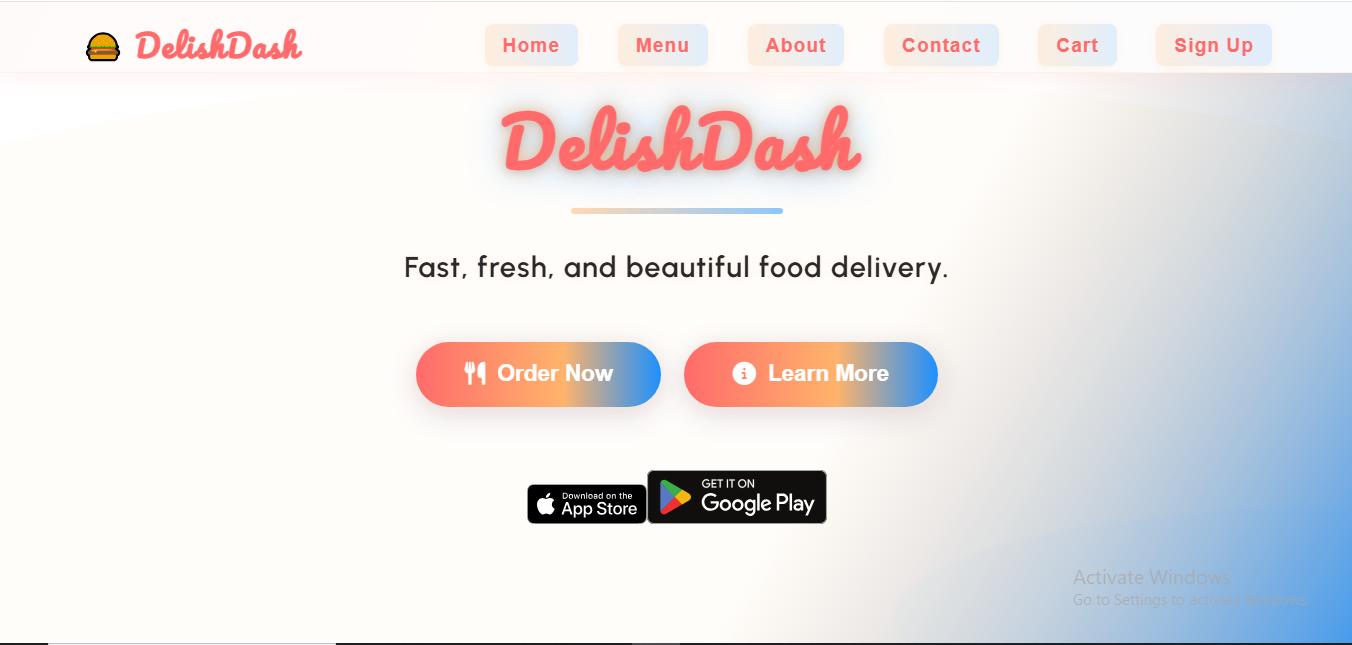 DelishDash
Home
Menu
About
Contact
Cart
Sign Up
DelishDash
Fast, fresh, and beautiful food delivery.
Order Now
Learn More
Download on the
App Store
GET IT ON
Google Play
Activate Windows
Go to Settings to activate Windows.